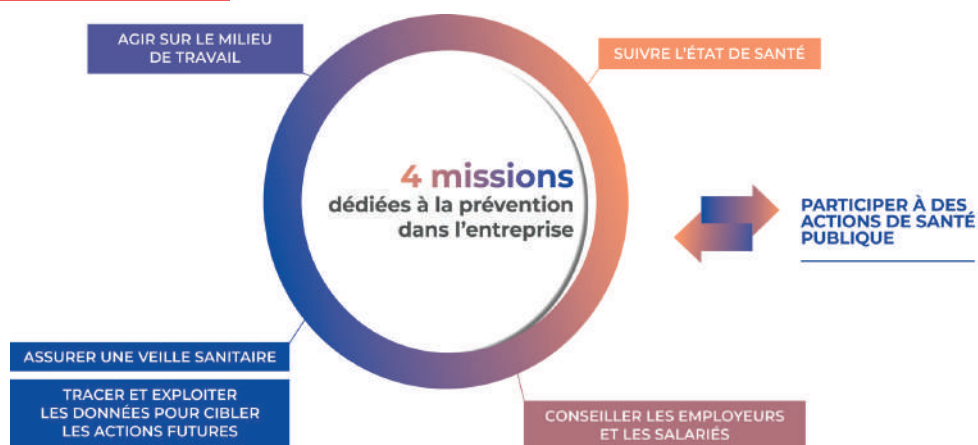 AGIR SUR LE MILIEU
DE TRAVAIL
SUIVRE L'ÉTAT DE SANTÉ
4 missions
dédiées à la prévention
dans l'entreprise
PARTICIPER À DES
ACTIONS DE SANTÉ
PUBLIQUE
ASSURER UNE VEILLE SANITAIRE
TRACER ET EXPLOITER
LES DONNÉES POUR CIBLER
LES ACTIONS FUTURES
CONSEILLER LES EMPLOYEURS
ET LES SALARIÉS